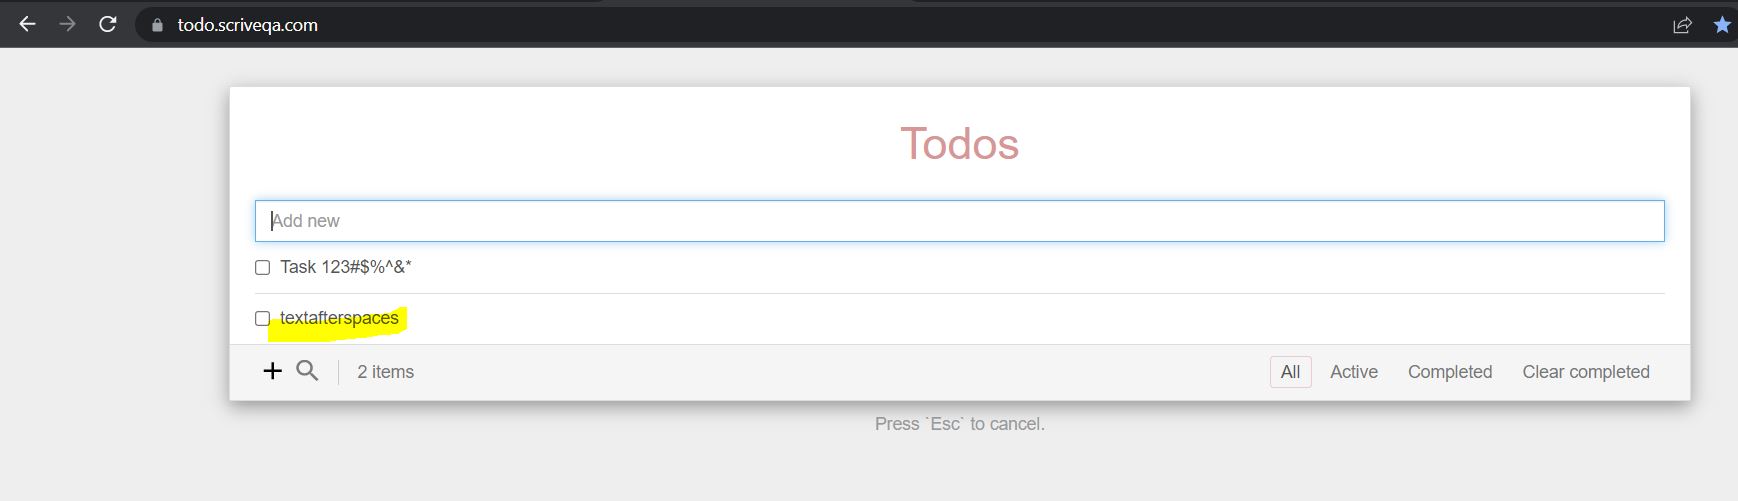 todo.scriveqa.com
Todos
Add new
Task 123#$%^&*
textafterspaces
2 items All Active Completed Clear completed
Press `Esc` to cancel.